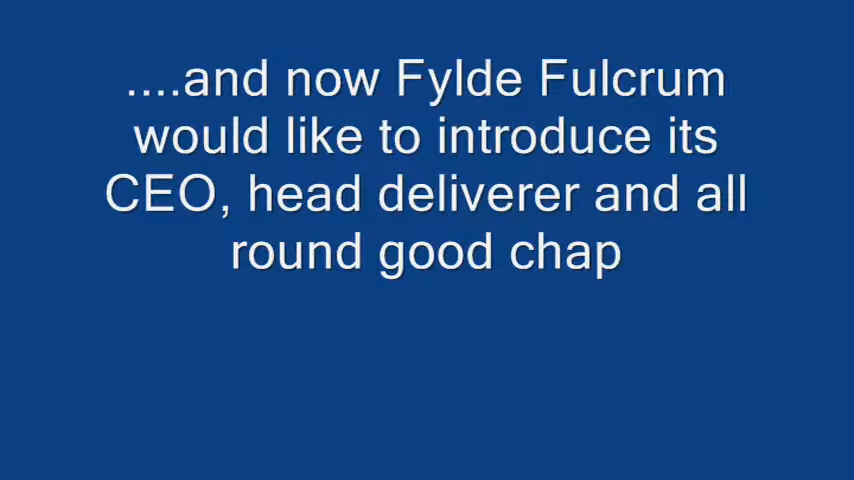 ....and now Fylde Fulcrum
would like to introduce its
CEO, head deliverer and all
round good chap